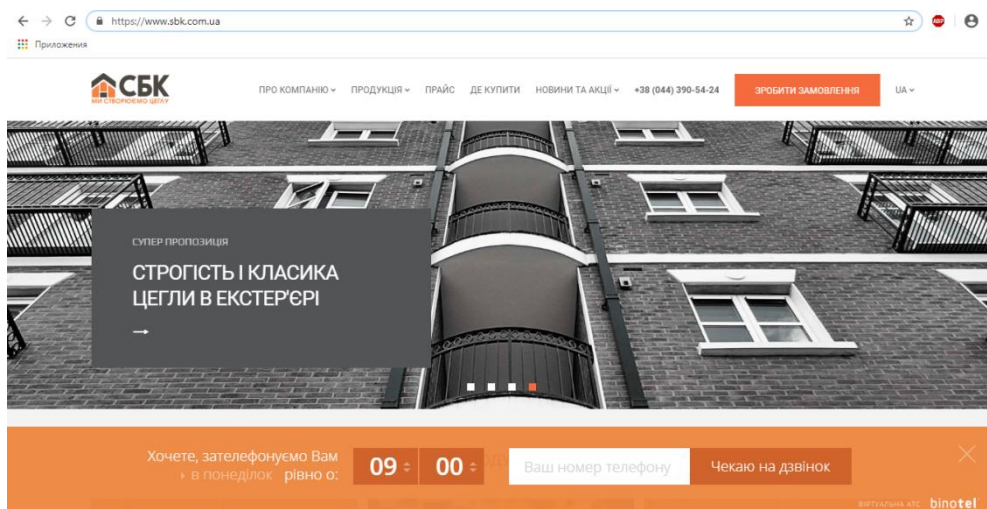 https://www.sbk.com.ua
ABP
Приложения
СБК
МИ СТВОРЮЄМО ЦЕГЛУ
ПРО КОМПАНІЮ ПРОДУКЦІЯ ПРАЙС ДЕ КУПИТИ НОВИНИ ТА АКЦІЇ +38 (044) 390-54-24 ЗРОБИТИ ЗАМОВЛЕННЯ UA
СУПЕР ПРОПОЗИЦІЯ
СТРОГІСТЬ І КЛАСИКА
ЦЕГЛИ В ЕКСТЕР'ЄРІ
Хочете, зателефонуємо Вам
в понеділок рівно о:
09 00 Ваш номер телефону Чекаю на дзвінок
ВІРТУАЛЬНА АТС binotel